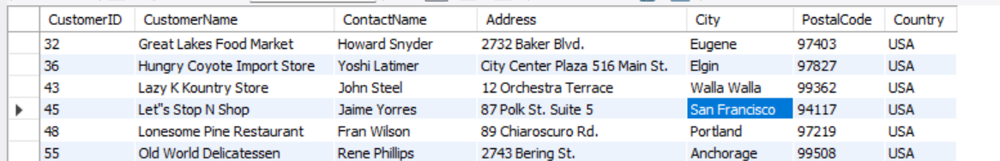 CustomerID CustomerName ContactName Address City PostalCode Country
32 Great Lakes Food Market Howard Snyder 2732 Baker Blvd. Eugene 97403 USA
36 Hungry Coyote Import Store Yoshi Latimer City Center Plaza 516 Main St. Elgin 97827 USA
43 Lazy K Kountry Store John Steel 12 Orchestra Terrace Walla Walla 99362 USA
45 Let"s Stop N Shop Jaime Yorres 87 Polk St. Suite 5 San Francisco 94117 USA
48 Lonesome Pine Restaurant Fran Wilson 89 Chiaroscuro Rd. Portland 97219 USA
55 Old World Delicatessen Rene Phillips 2743 Bering St. Anchorage 99508 USA